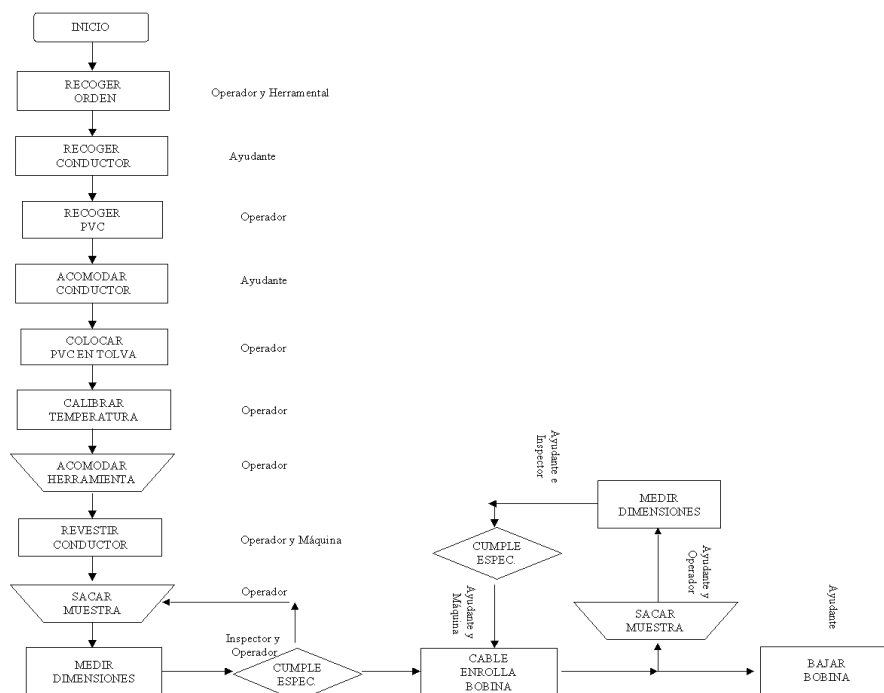 INICIO
RECOGER
ORDEN
Operador y Herramental
RECOGER
CONDUCTOR
Ayudante
RECOGER
PVC
Operador
ACOMODAR
CONDUCTOR
Ayudante
COLOCAR
PVC EN TOLVA
Operador
CALIBRAR
TEMPERATURA
Operador
ACOMODAR
HERRAMIENTA
Operador
REVESTIR
CONDUCTOR
Operador y Máquina
SACAR
MUESTRA
Operador
MEDIR
DIMENSIONES
Inspector y
Operador
CUMPLE
ESPEC.
CABLE
ENROLLA
BOBINA
Ayudante y
Máquina
CUMPLE
ESPEC.
Ayudante e
Inspector
MEDIR
DIMENSIONES
Ayudante y
Operador
SACAR
MUESTRA
Ayudante
BAJAR
BOBINA